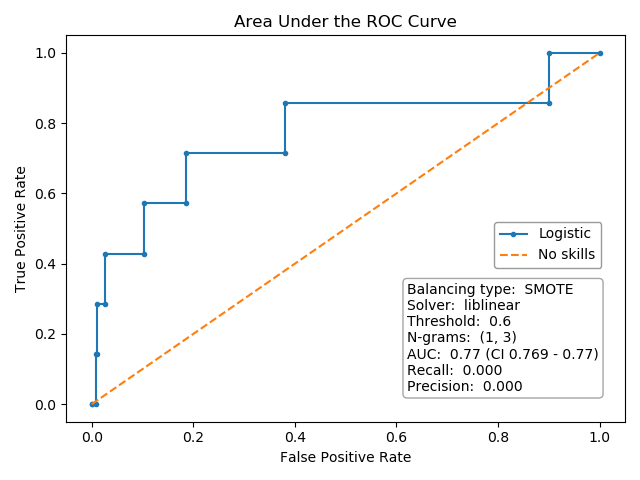 Area Under the ROC Curve
True Positive Rate
1.0
0.8
0.6
0.4
0.2
0.0
Logistic
No skills
Balancing type:  SMOTE
Solver:  liblinear
Threshold:  0.6
N-grams:  (1, 3)
AUC:  0.77 (CI 0.769 - 0.77)
Recall:  0.000
Precision:  0.000
0.0 0.2 0.4 0.6 0.8 1.0
False Positive Rate